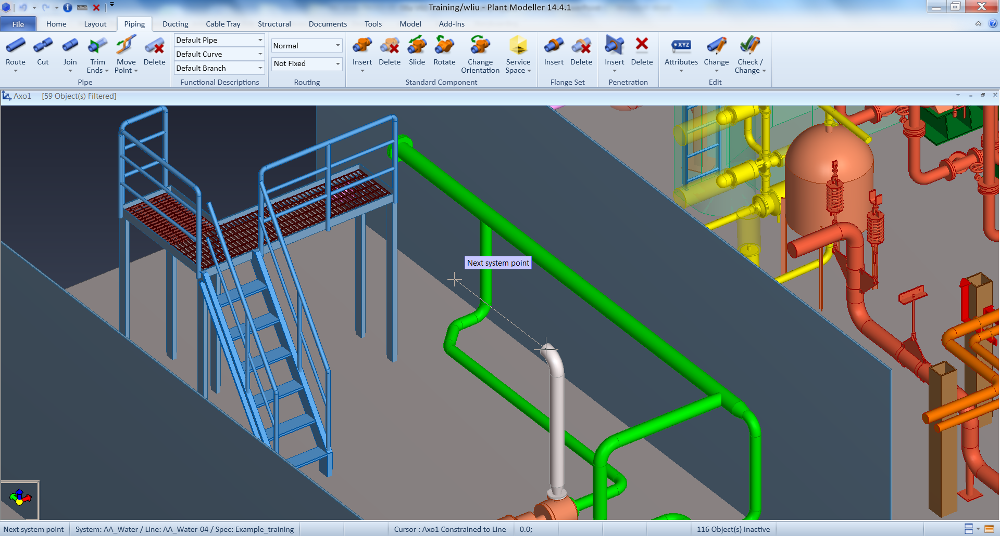 Training/wliu - Plant Modeller 14.4.1
File
Home
Layout
Piping
Ducting
Cable Tray
Structural
Documents
Tools
Model
Add-Ins
Route
Cut
Join
Trim
Ends
Move
Point
Delete
Pipe
Default Pipe
Default Curve
Default Branch
Functional Descriptions
Normal
Not Fixed
Routing
Insert
Delete
Slide
Rotate
Change
Orientation
Service
Space
Standard Component
Insert
Delete
Flange Set
Insert
Delete
Penetration
XYZ
Attributes
Change
Check /
Change
Edit
Axo1 [59 Object(s) Filtered]
Next system point
Next system point
System: AA_Water / Line: AA_Water-04 / Spec: Example_training
Cursor : Axo1 Constrained to Line
0.0;
116 Object(s) Inactive